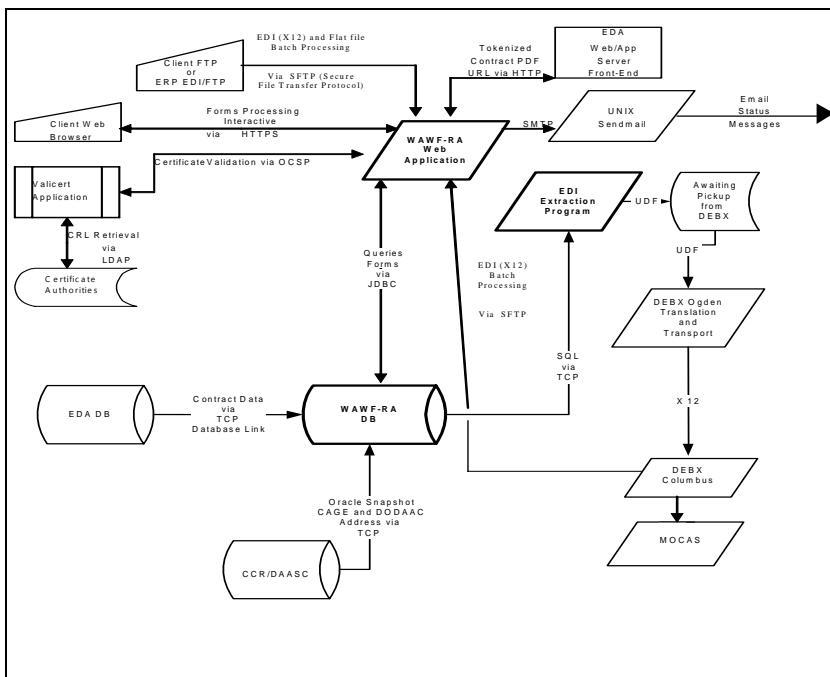 EDI (X12) and Flat file
Batch Processing
Via SFTP (Secure
File Transfer Protocol)
Client FTP
or
ERP EDI/FTP
Tokenized
Contract PDF
URL via HTTP
EDA
Web/App
Server
Front-End
Client Web
Browser
Forms Processing
Interactive
via HTTPS
WAWF-RA
Web
Application
SMTP
UNIX
Sendmail
Email
Status
Messages
Certificate Validation via OCSP
Valicert
Application
CRL Retrieval
via
LDAP
Certificate
Authorities
EDI
Extraction
Program
UDF
Awaiting
Pickup
from
DEBX
UDF
Queries
Forms
via
JDBC
EDI (X12)
Batch
Processing
Via SFTP
DEBX Ogden
Translation
and
Transport
SQL
via
TCP
X12
EDA DB
Contract Data
via
TCP
Database Link
WAWF-RA
DB
DEBX
Columbus
MOCAS
Oracle Snapshot
CAGE and DODAAC
Address via
TCP
CCR/DAASC